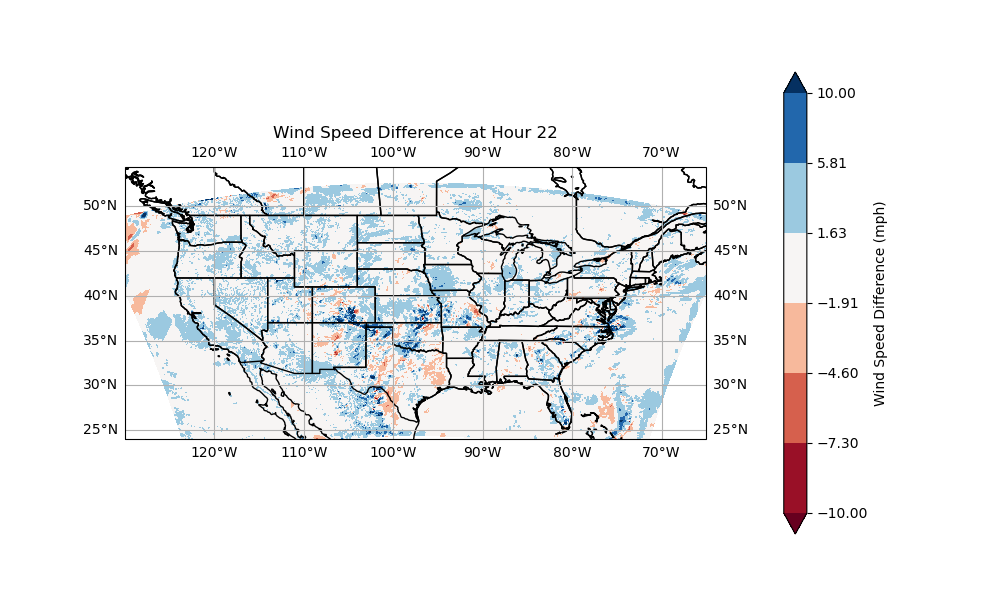 Wind Speed Difference at Hour 22
120°W 110°W 100°W 90°W 80°W 70°W
50°N 50°N
45°N 45°N
40°N 40°N
35°N 35°N
30°N 30°N
25°N 25°N
120°W 110°W 100°W 90°W 80°W 70°W
10.00
5.81
1.63
−1.91
−4.60
−7.30
−10.00
Wind Speed Difference (mph)